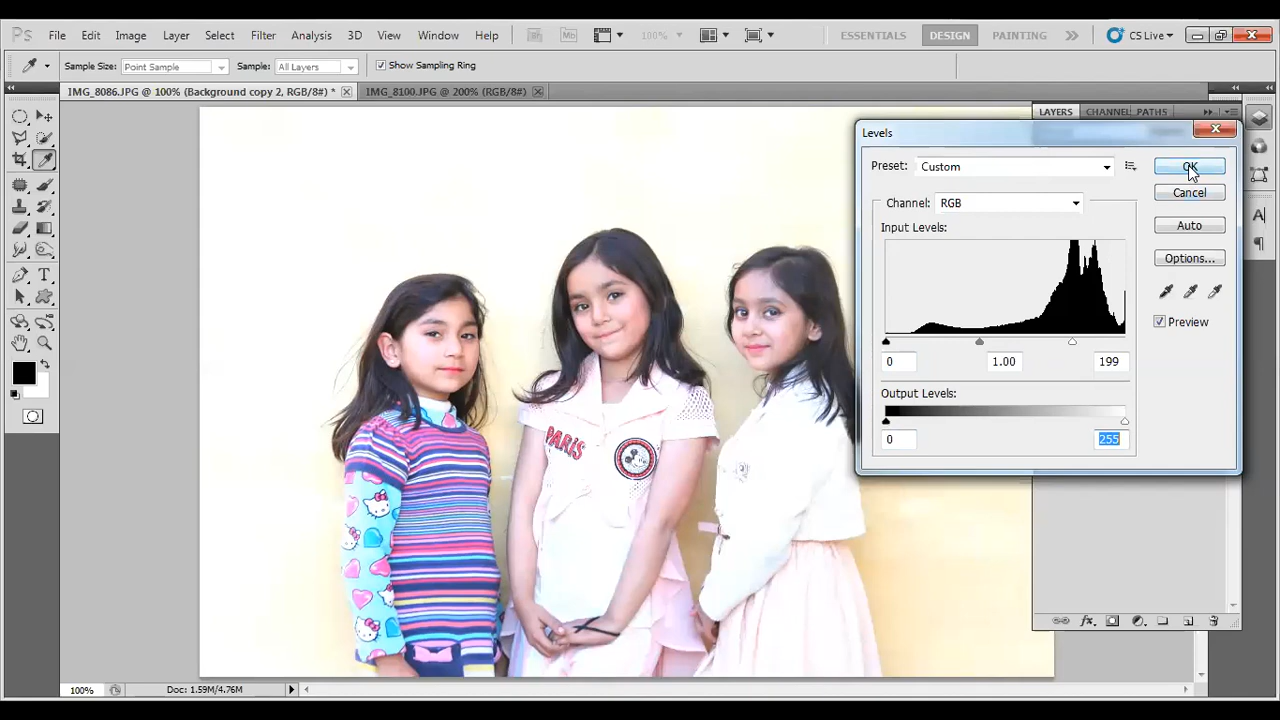 Ps File Edit Image Layer Select Filter Analysis 3D View Window Help Br Mb 100% ESSENTIALS DESIGN PAINTING CS Live
Sample Size: Point Sample Sample: All Layers Show Sampling Ring
IMG_8086.JPG @ 100% (Background copy 2, RGB/8#) * IMG_8100.JPG @ 200% (RGB/8#)
LAYERS CHANNEL PATHS
Levels
Preset: Custom OK
Cancel
Channel: RGB
Input Levels: Auto
Options...
Preview
0 1.00 199
Output Levels:
0 255
PARIS
T
A
100% Doc: 1.59M/4.76M
fx